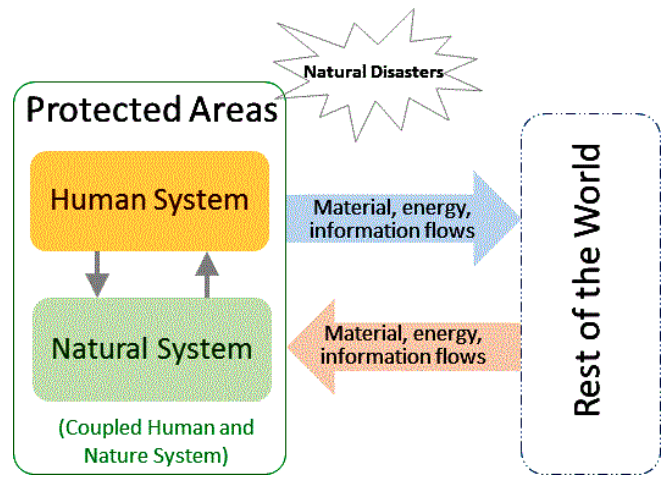 Natural Disasters
Protected Areas
Human System
Natural System
(Coupled Human and
Nature System)
Material, energy,
information flows
Material, energy,
information flows
Rest of the World